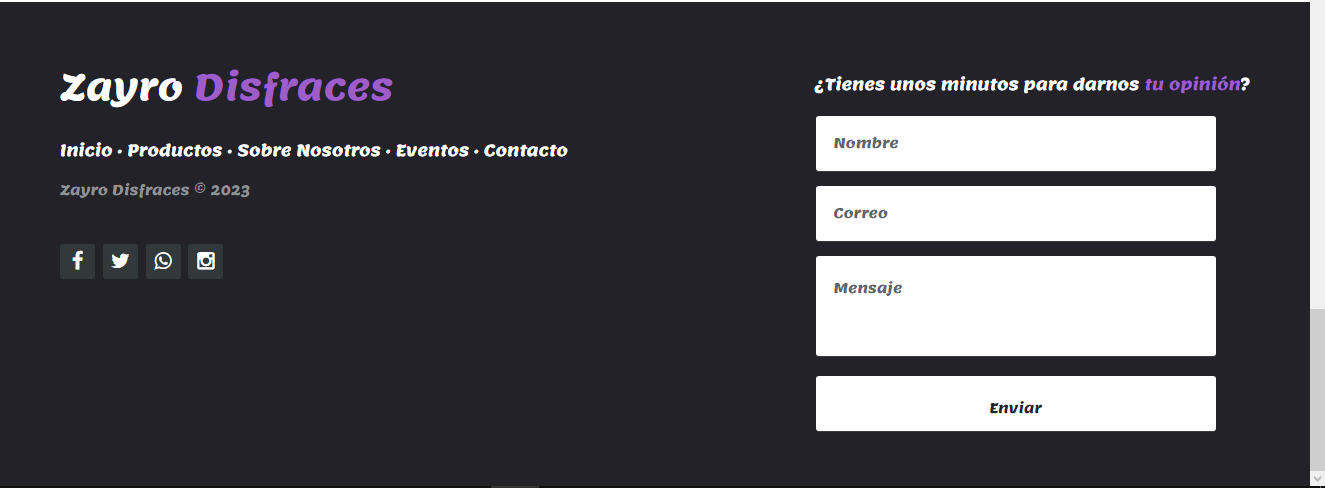 Zayro Disfraces
Inicio · Productos · Sobre Nosotros · Eventos · Contacto
Zayro Disfraces © 2023
¿Tienes unos minutos para darnos tu opinión?
Nombre
Correo
Mensaje
Enviar